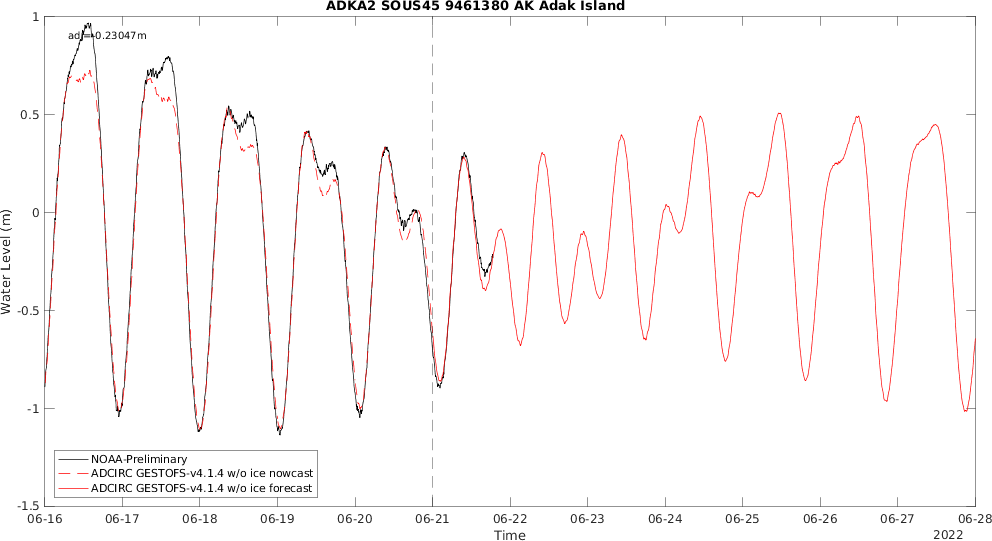 ADKA2 SOUS45 9461380 AK Adak Island
adj=-0.23047m
1
0.5
0
-0.5
-1
-1.5
Water Level (m)
NOAA-Preliminary
ADCIRC GESTOFS-v4.1.4 w/o ice nowcast
ADCIRC GESTOFS-v4.1.4 w/o ice forecast
06-16 06-17 06-18 06-19 06-20 06-21 06-22 06-23 06-24 06-25 06-26 06-27 06-28
Time
2022